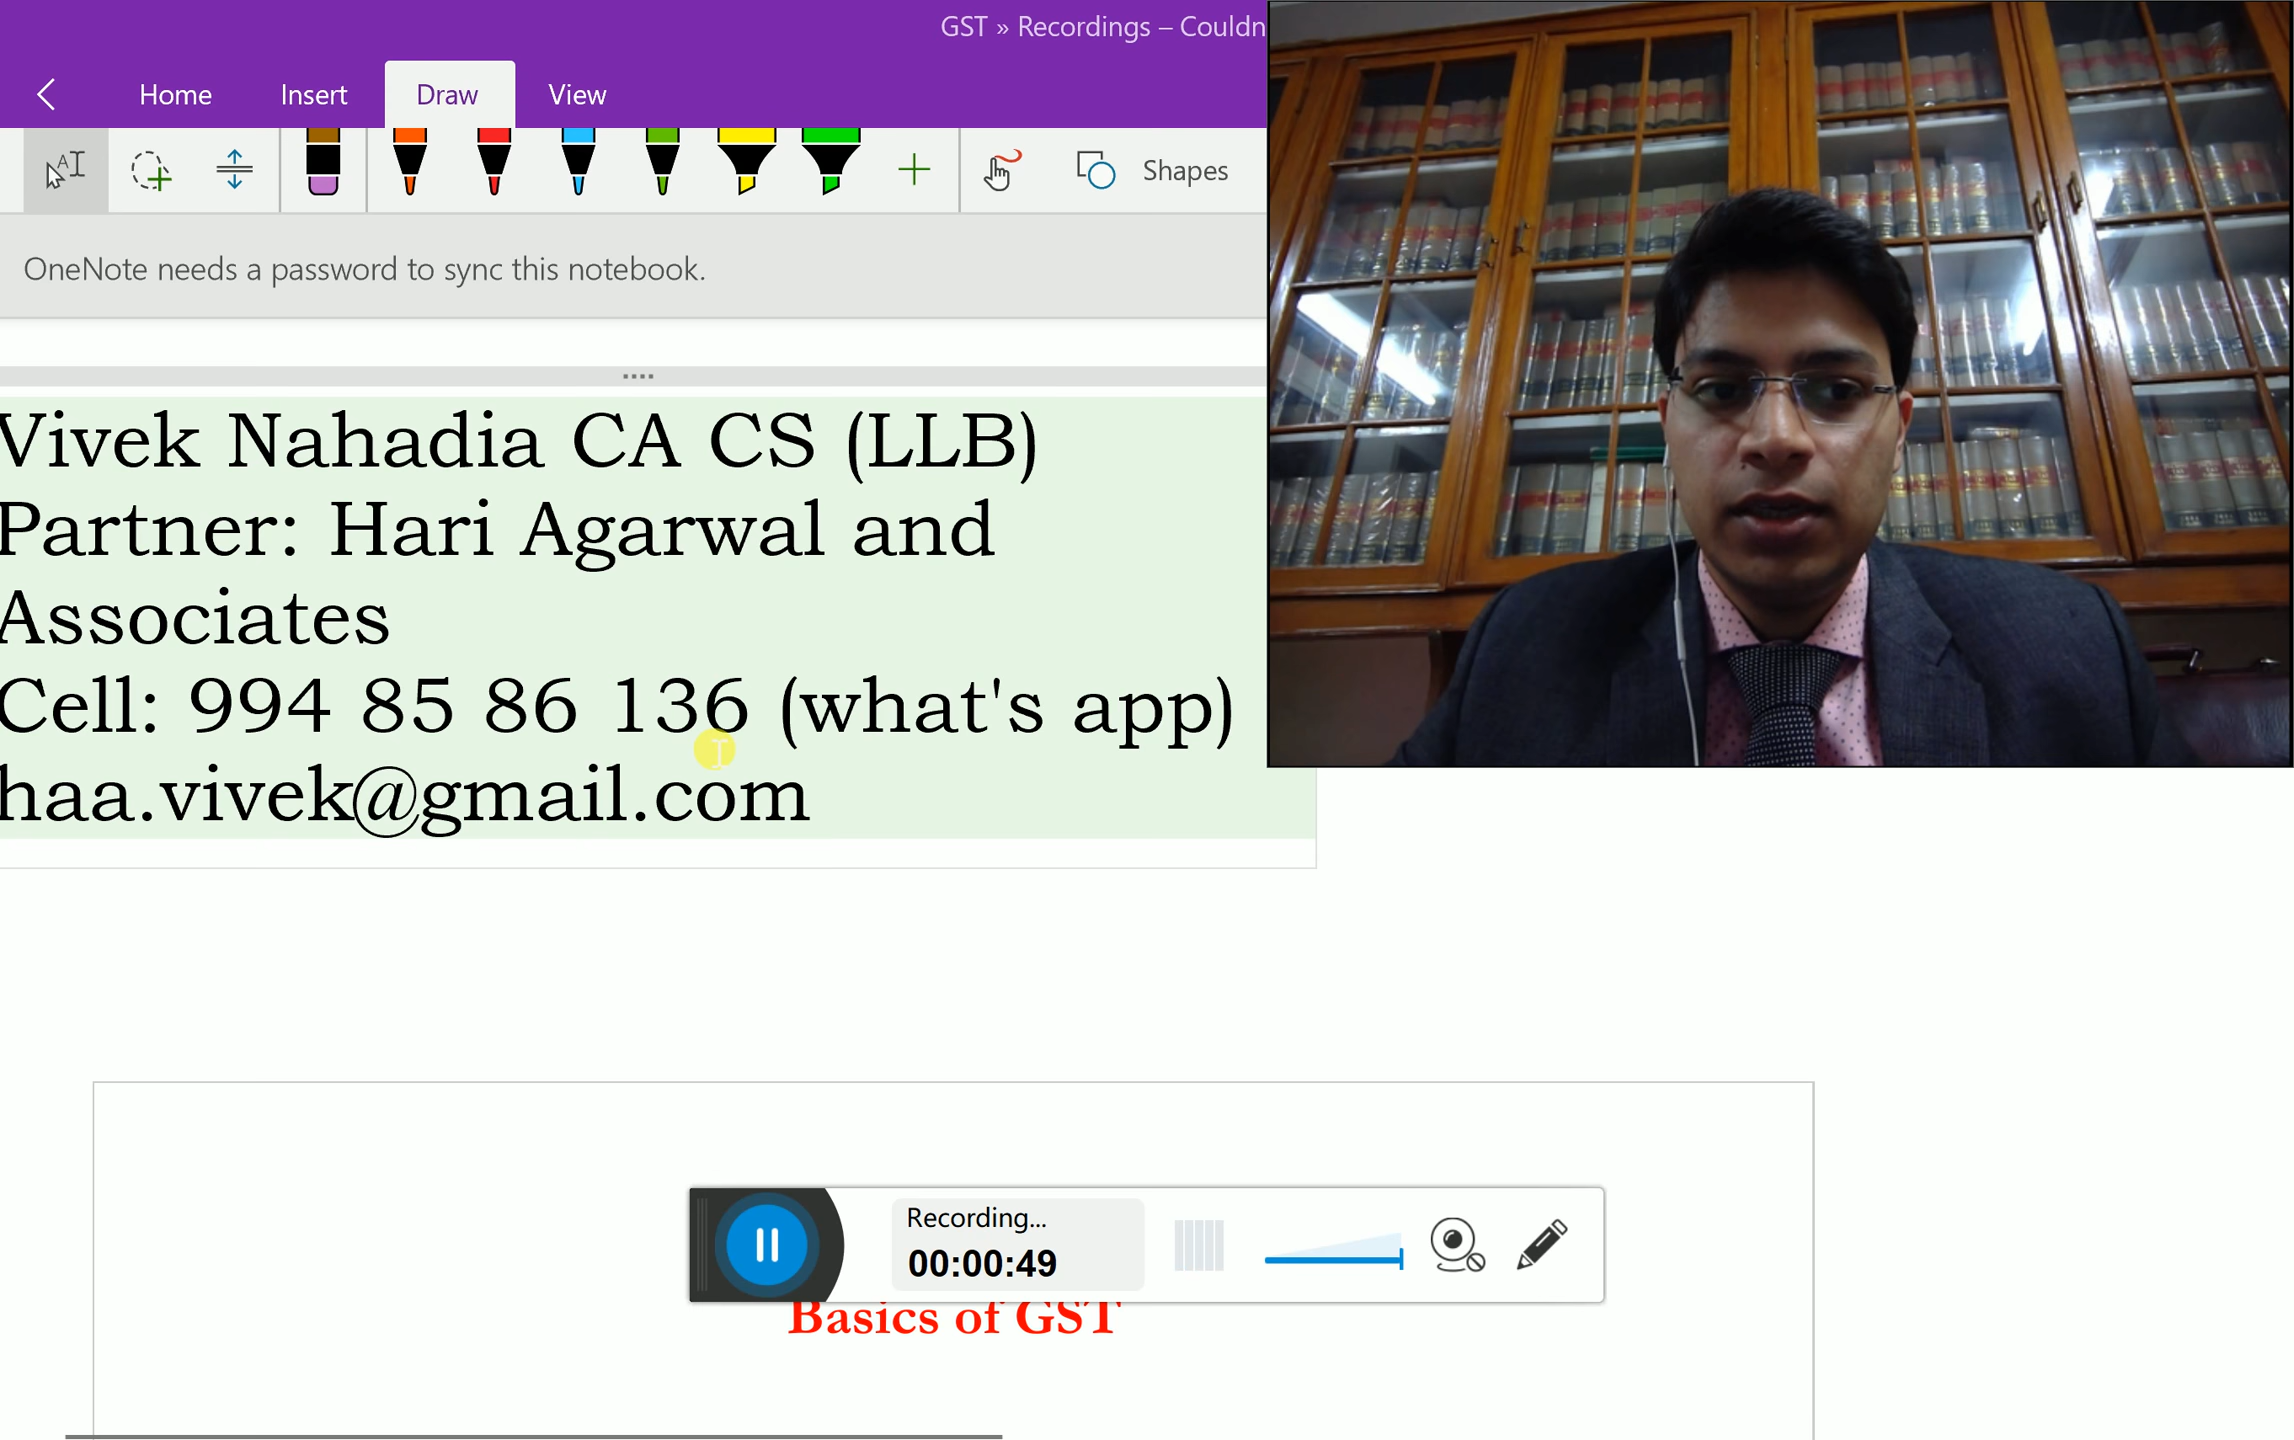 GST » Recordings – Couldn
Home Insert Draw View
Shapes
OneNote needs a password to sync this notebook.
Vivek Nahadia CA CS (LLB)
Partner: Hari Agarwal and
Associates
Cell: 994 85 86 136 (what's app)
haa.vivek@gmail.com
Recording...
00:00:49
Basics of GST